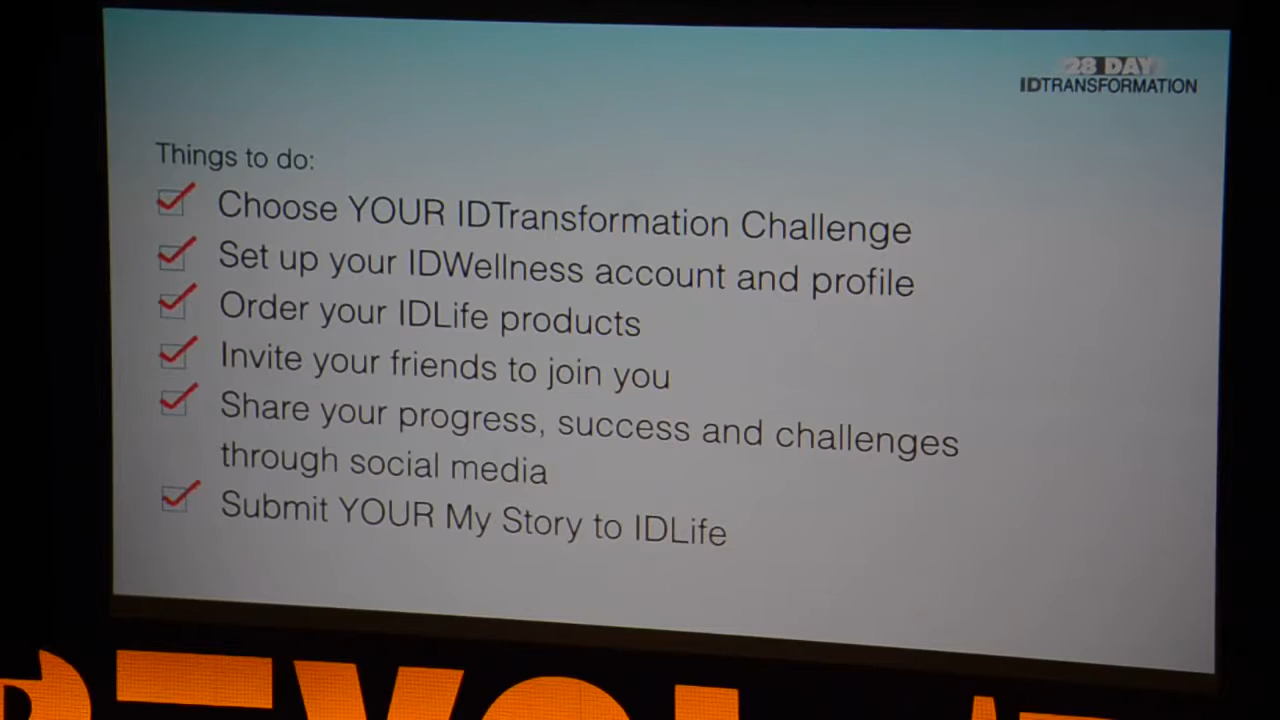 28 DAY
IDTRANSFORMATION
Things to do:
Choose YOUR IDTransformation Challenge
Set up your IDWellness account and profile
Order your IDLife products
Invite your friends to join you
Share your progress, success and challenges
through social media
Submit YOUR My Story to IDLife